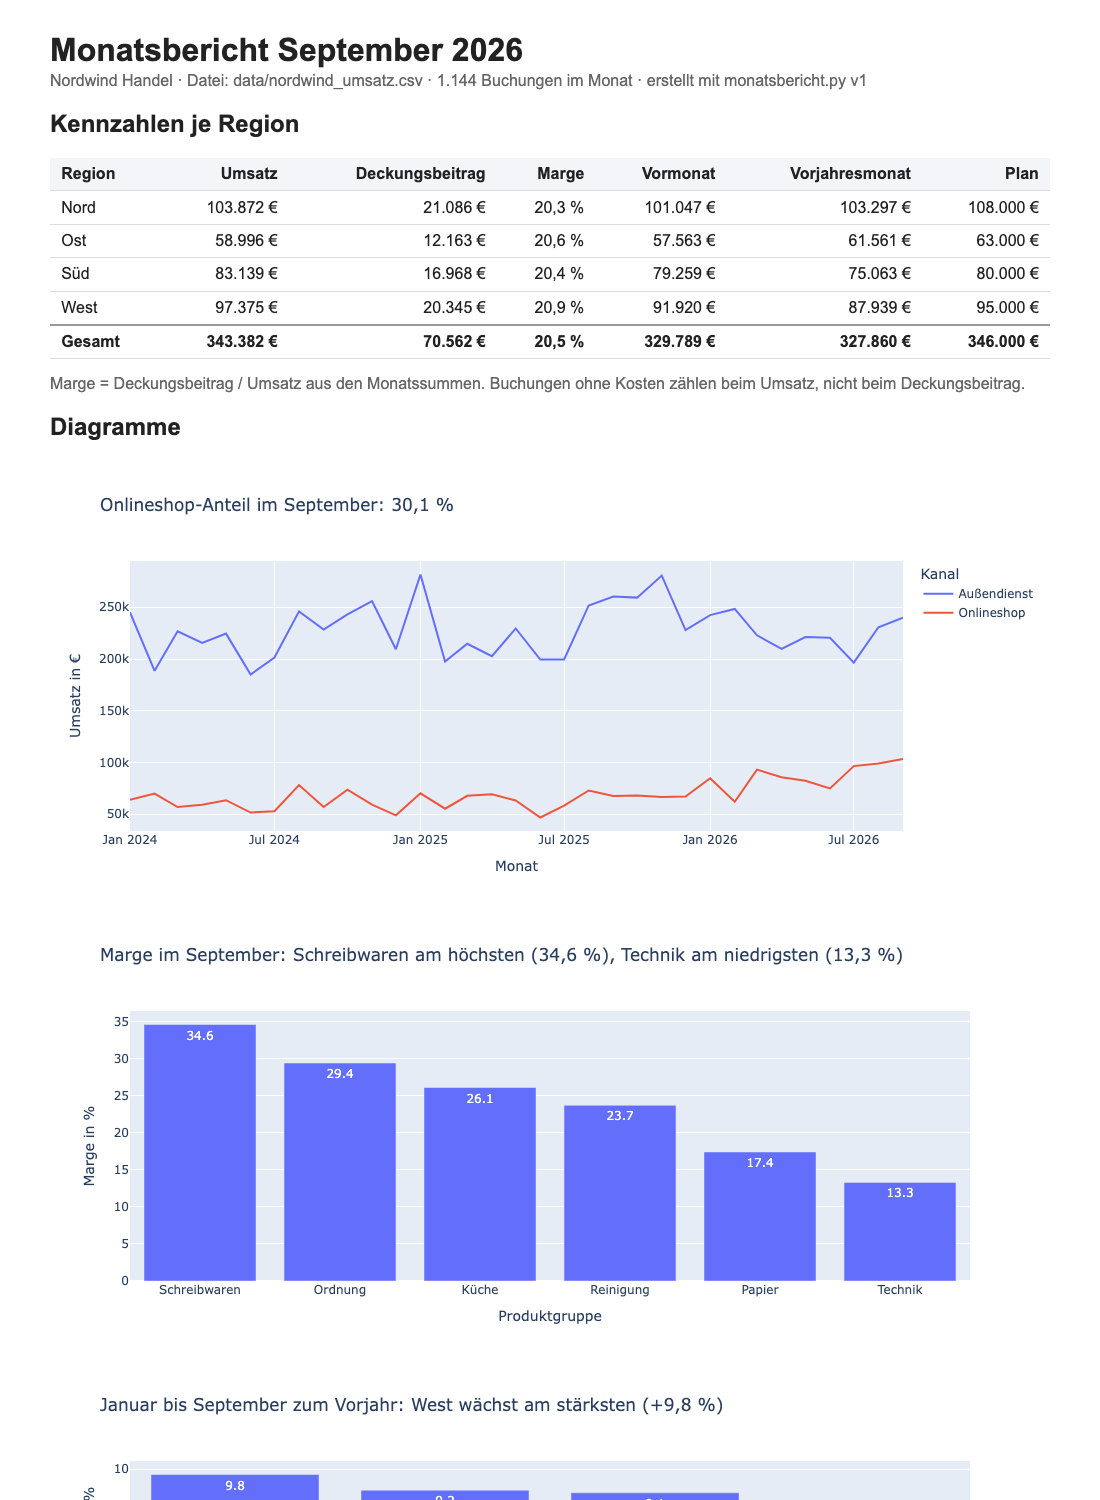 Monatsbericht September 2026
Nordwind Handel · Datei: data/nordwind_umsatz.csv · 1.144 Buchungen im Monat · erstellt mit monatsbericht.py v1
Kennzahlen je Region
Region Umsatz Deckungsbeitrag Marge Vormonat Vorjahresmonat Plan
Nord 103.872 € 21.086 € 20,3 % 101.047 € 103.297 € 108.000 €
Ost 58.996 € 12.163 € 20,6 % 57.563 € 61.561 € 63.000 €
Süd 83.139 € 16.968 € 20,4 % 79.259 € 75.063 € 80.000 €
West 97.375 € 20.345 € 20,9 % 91.920 € 87.939 € 95.000 €
Gesamt 343.382 € 70.562 € 20,5 % 329.789 € 327.860 € 346.000 €
Marge = Deckungsbeitrag / Umsatz aus den Monatssummen. Buchungen ohne Kosten zählen beim Umsatz, nicht beim Deckungsbeitrag.
Diagramme
Onlineshop-Anteil im September: 30,1 %
Kanal
Außendienst
Onlineshop
Umsatz in €
250k
200k
150k
100k
50k
Jan 2024 Jul 2024 Jan 2025 Jul 2025 Jan 2026 Jul 2026
Monat
Marge im September: Schreibwaren am höchsten (34,6 %), Technik am niedrigsten (13,3 %)
Marge in %
35
30
25
20
15
10
5
0
34.6 29.4 26.1 23.7 17.4 13.3
Schreibwaren Ordnung Küche Reinigung Papier Technik
Produktgruppe
Januar bis September zum Vorjahr: West wächst am stärksten (+9,8 %)
10
9.8
%